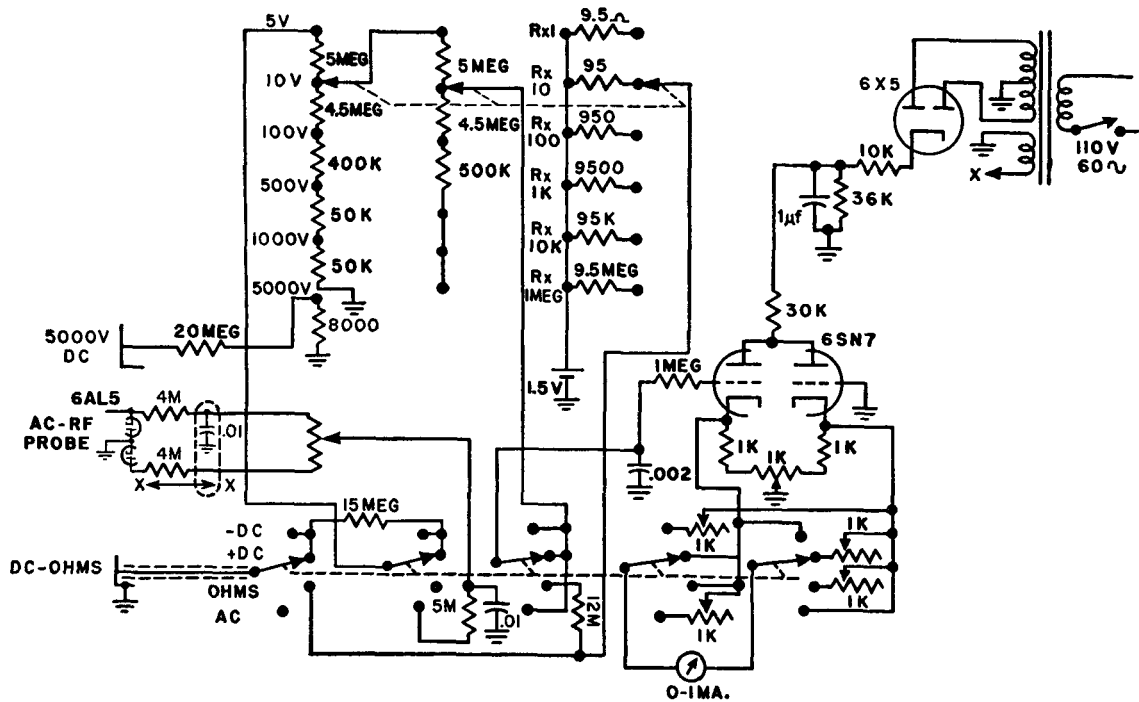 5V
5MEG
10V
4.5MEG
100V
400K
500V
50K
1000V
50K
5000V
8000
5MEG
4.5MEG
500K
Rx1
9.5Ω
Rx
10
95
Rx
100
950
Rx
1K
9500
Rx
10K
95K
Rx
1MEG
9.5MEG
1.5V
6X5
110V
60∿
X
10K
36K
1µf
30K
6SN7
1MEG
.002
1K
1K
1K
5000V
DC
20MEG
6AL5
AC-RF
PROBE
4M
.01
4M
X
X
15MEG
-DC
+DC
DC-OHMS
OHMS
AC
5M
.01
12M
1K
1K
1K
1K
0-1MA.